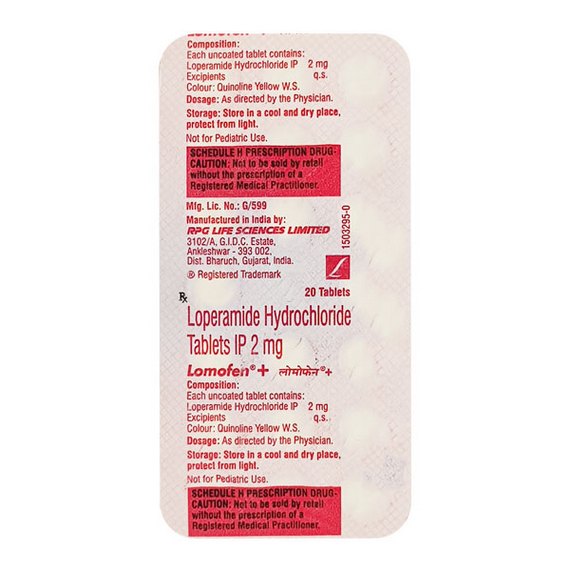 Lomofen®+
Composition:
Each uncoated tablet contains:
Loperamide Hydrochloride IP 2 mg
Excipients q.s.
Colour: Quinoline Yellow W.S.
Dosage: As directed by the Physician.
Storage: Store in a cool and dry place,
protect from light.
Not for Pediatric Use.
SCHEDULE H PRESCRIPTION DRUG-
CAUTION: Not to be sold by retail
without the prescription of a
Registered Medical Practitioner.
Mfg. Lic. No.: G/599
Manufactured in India by:
RPG LIFE SCIENCES LIMITED
3102/A, G.I.D.C. Estate,
Ankleshwar - 393 002,
Dist. Bharuch, Gujarat, India.
® Registered Trademark
1503295-0
20 Tablets
Rx
Loperamide Hydrochloride
Tablets IP 2 mg
Lomofen®+ लोमोफेन®+
Composition:
Each uncoated tablet contains:
Loperamide Hydrochloride IP 2 mg
Excipients q.s.
Colour: Quinoline Yellow W.S.
Dosage: As directed by the Physician.
Storage: Store in a cool and dry place,
protect from light.
Not for Pediatric Use.
SCHEDULE H PRESCRIPTION DRUG-
CAUTION: Not to be sold by retail
without the prescription of a
Registered Medical Practitioner.